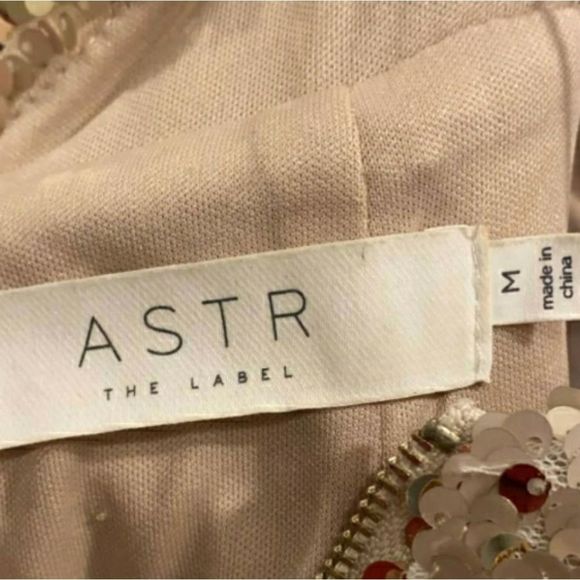 ASTR
THE LABEL
M
made in
china